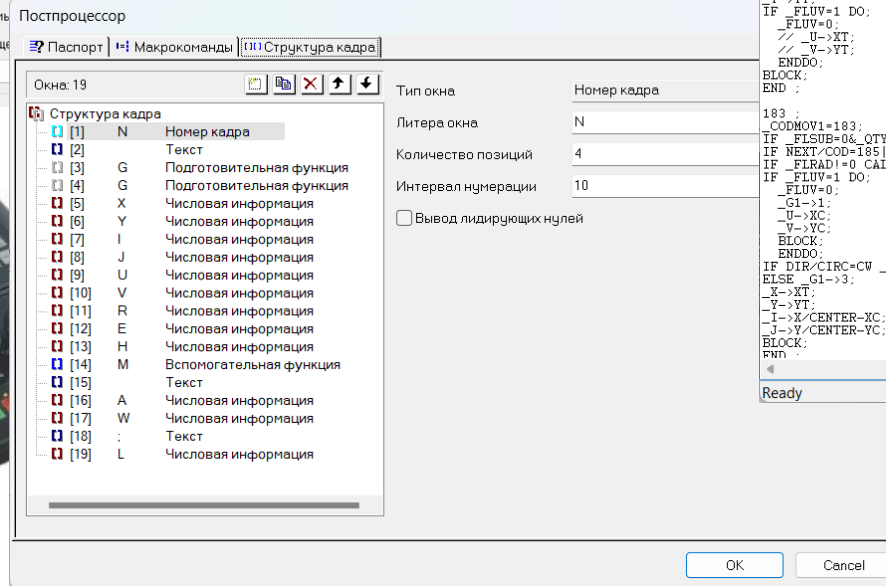 Постпроцессор
Паспорт Макрокоманды Структура кадра
Окна: 19
Структура кадра
[1] N Номер кадра
[2] Текст
[3] G Подготовительная функция
[4] G Подготовительная функция
[5] X Числовая информация
[6] Y Числовая информация
[7] I Числовая информация
[8] J Числовая информация
[9] U Числовая информация
[10] V Числовая информация
[11] R Числовая информация
[12] E Числовая информация
[13] H Числовая информация
[14] M Вспомогательная функция
[15] Текст
[16] A Числовая информация
[17] W Числовая информация
[18] ; Текст
[19] L Числовая информация
Тип окна Номер кадра
Литера окна N
Количество позиций 4
Интервал нумерации 10
Вывод лидирующих нулей
IF _FLUV=1 DO;
_FLUV=0;
// _U->XT;
// _V->YT;
ENDDO;
BLOCK;
END ;
183 ;
_CODMOV1=183;
IF _FLSUB=0&_QTY
IF NEXT/COD=185|
IF _FLRAD!=0 CAL
IF _FLUV=1 DO;
_FLUV=0;
_G1->1;
_U->XC;
_V->YC;
BLOCK;
ENDDO;
IF DIR/CIRC=CW _
ELSE _G1->3;
_X->XT;
_Y->YT;
_I->X/CENTER-XC;
_J->Y/CENTER-YC;
BLOCK;
END ;
Ready
OK Cancel